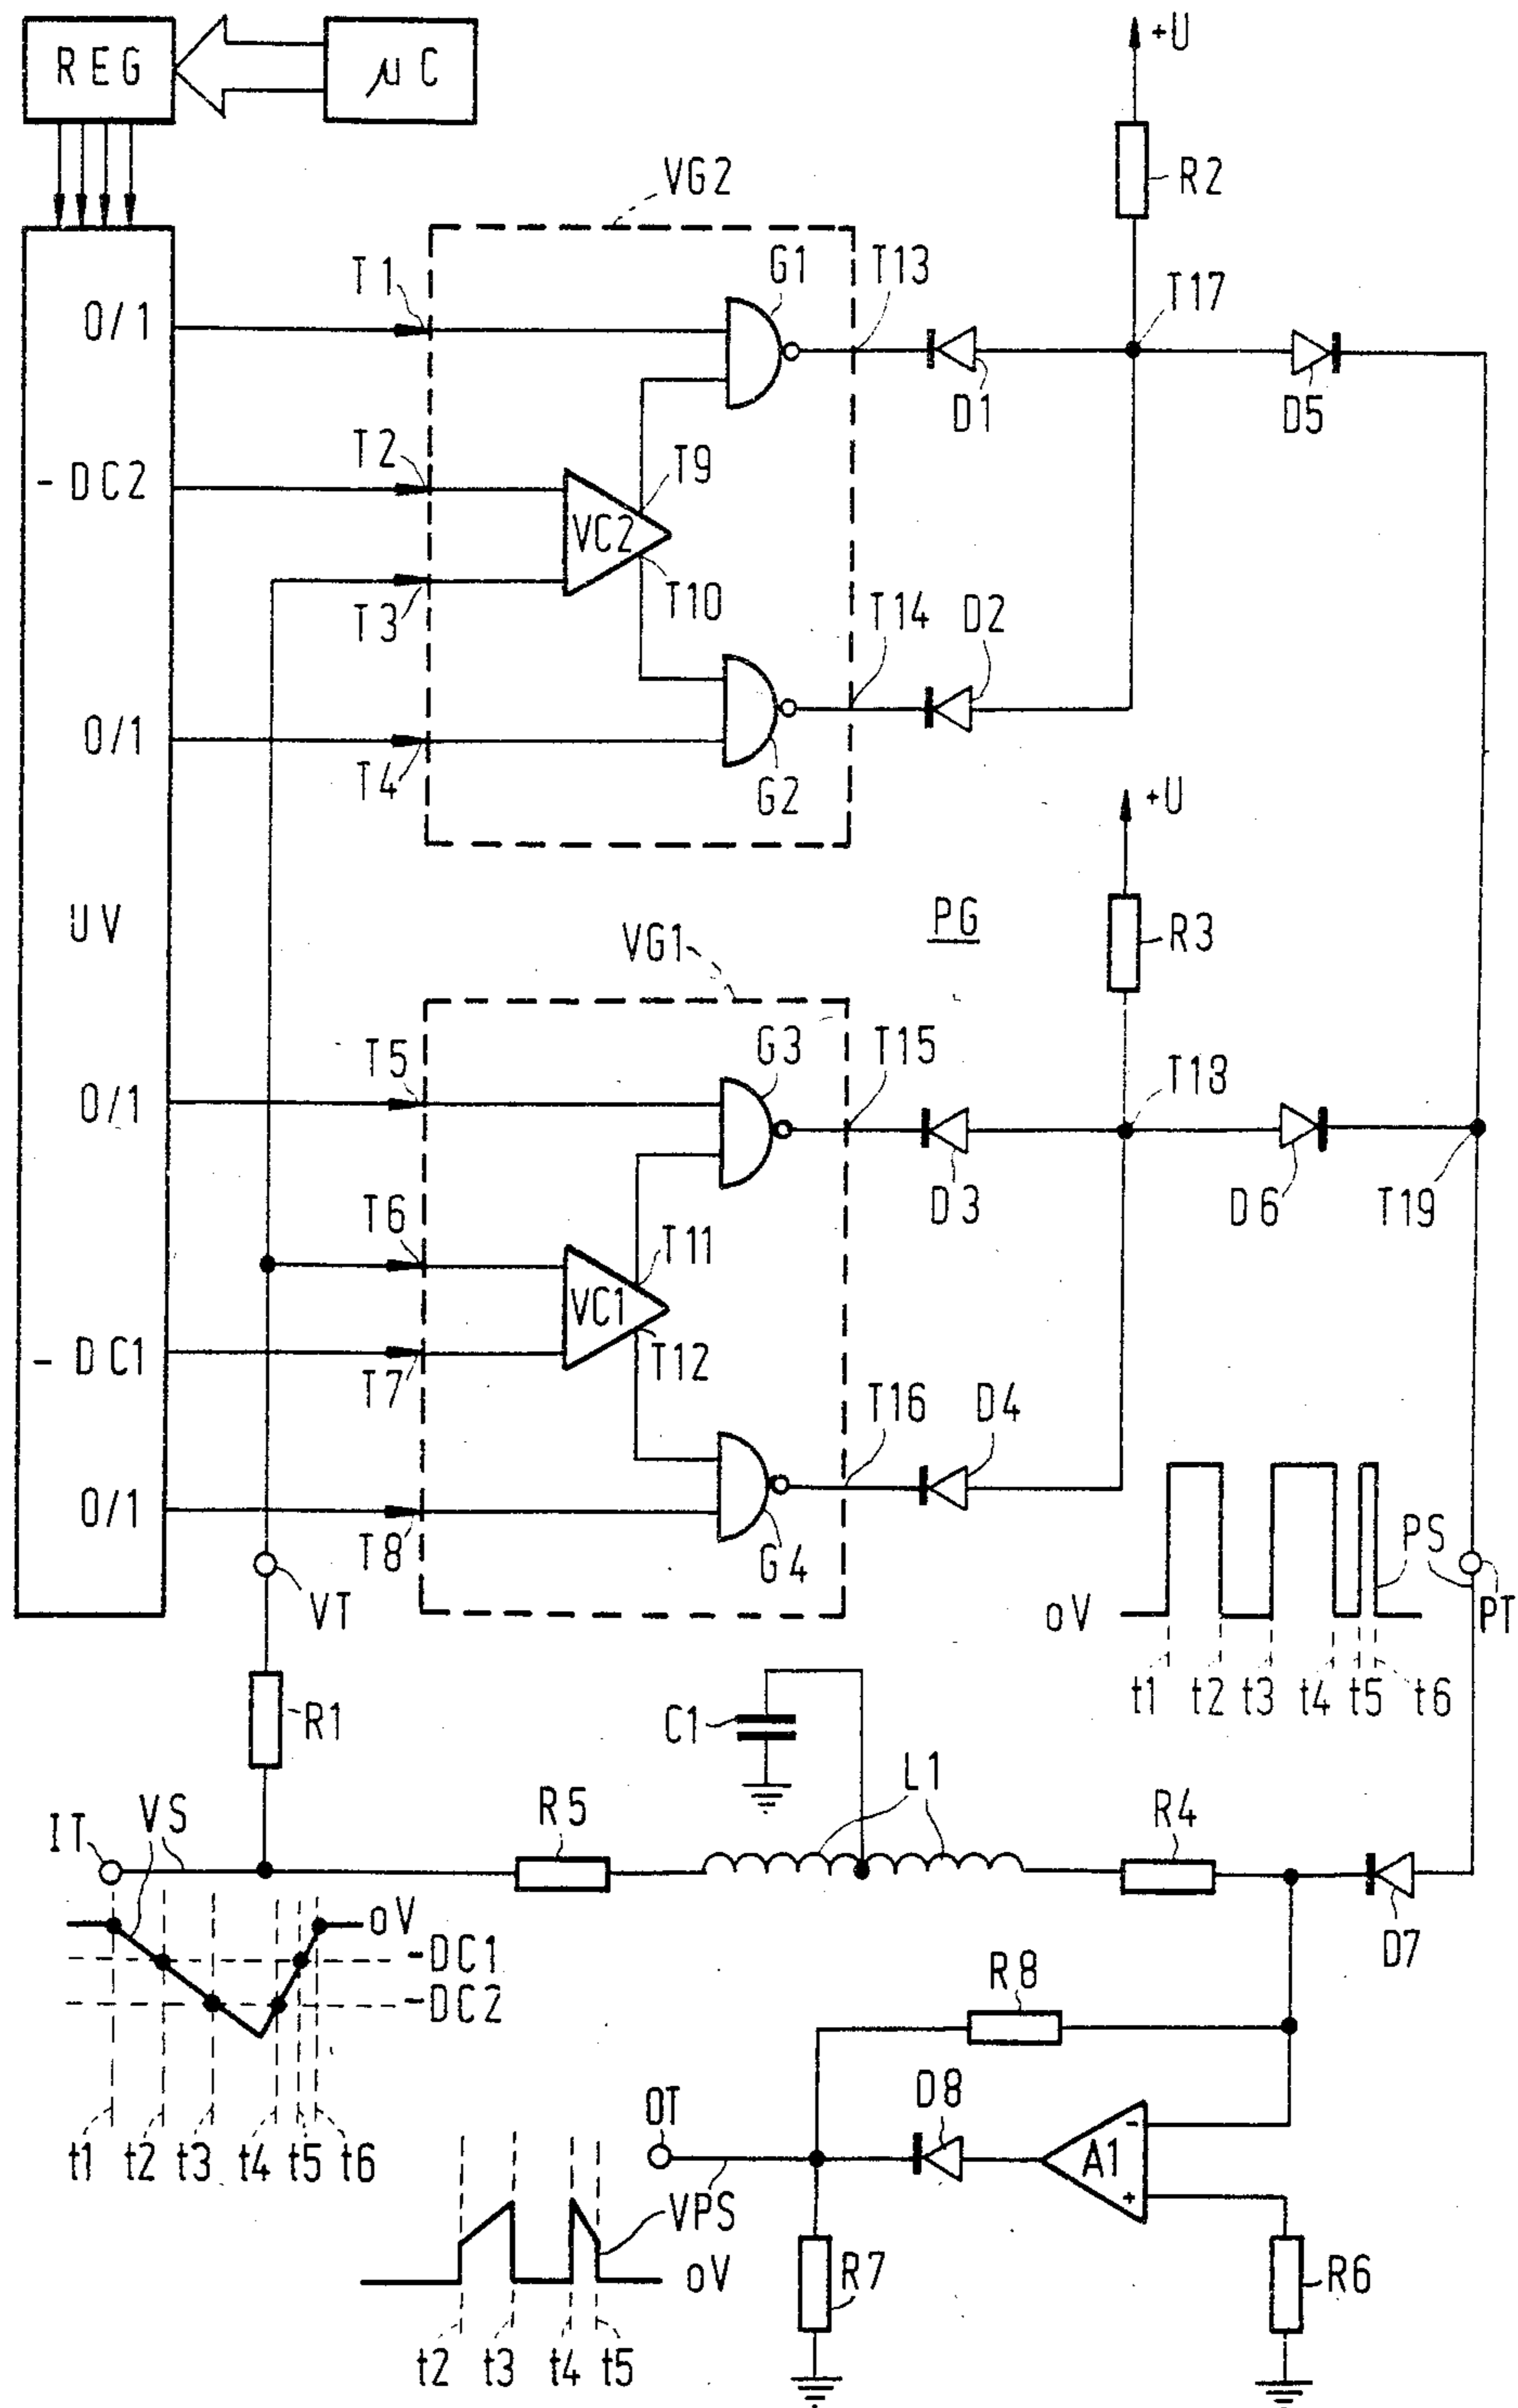 REG
μC
+U
R2
VG2
G1
T13
T17
T1
0/1
D1
D5
T2
T9
-DC2
VC2
T10
T3
T14
D2
0/1
T4
G2
+U
UV
VG1
PG
R3
T5
G3
T15
T18
0/1
D3
D6
T19
T6
T11
VC1
T12
-DC1
T7
T16
D4
0/1
T8
G4
VT
PS
oV
PT
t1 t2 t3 t4 t5 t6
R1
C1
L1
IT
VS
R5
R4
D7
oV
-DC1
-DC2
R8
t1 t2 t3 t4 t5 t6
OT
D8
A1
-
+
VPS
oV
R7
R6
t2 t3 t4 t5